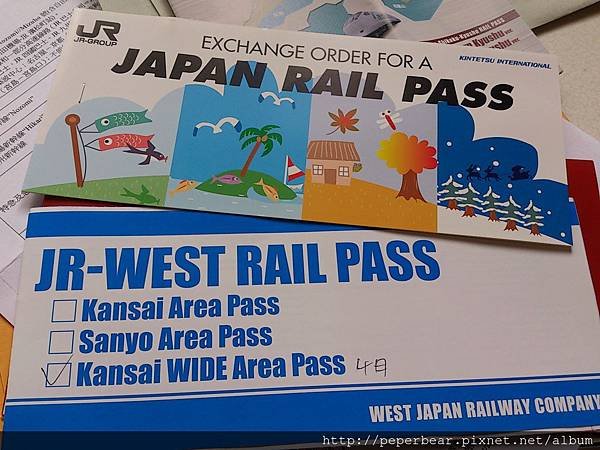 JR
JR-GROUP
EXCHANGE ORDER FOR A
KINTETSU INTERNATIONAL
JAPAN RAIL PASS
JR-WEST RAIL PASS
Kansai Area Pass
Sanyo Area Pass
Kansai WIDE Area Pass 4日
WEST JAPAN RAILWAY COMPANY
http://peperbear.pixnet.net/album